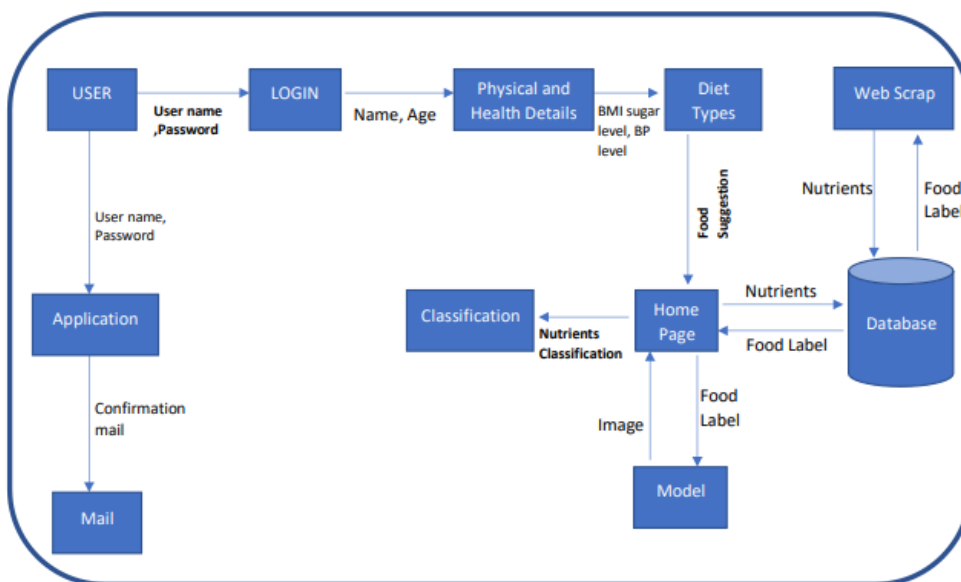 USER
User name
,Password
LOGIN
Name, Age
Physical and
Health Details
BMI sugar
level, BP
level
Diet
Types
Web Scrap
Nutrients
Food
Label
User name,
Password
Food
Suggestion
Application
Classification
Nutrients
Classification
Home
Page
Nutrients
Food Label
Database
Confirmation
mail
Image
Food
Label
Mail
Model